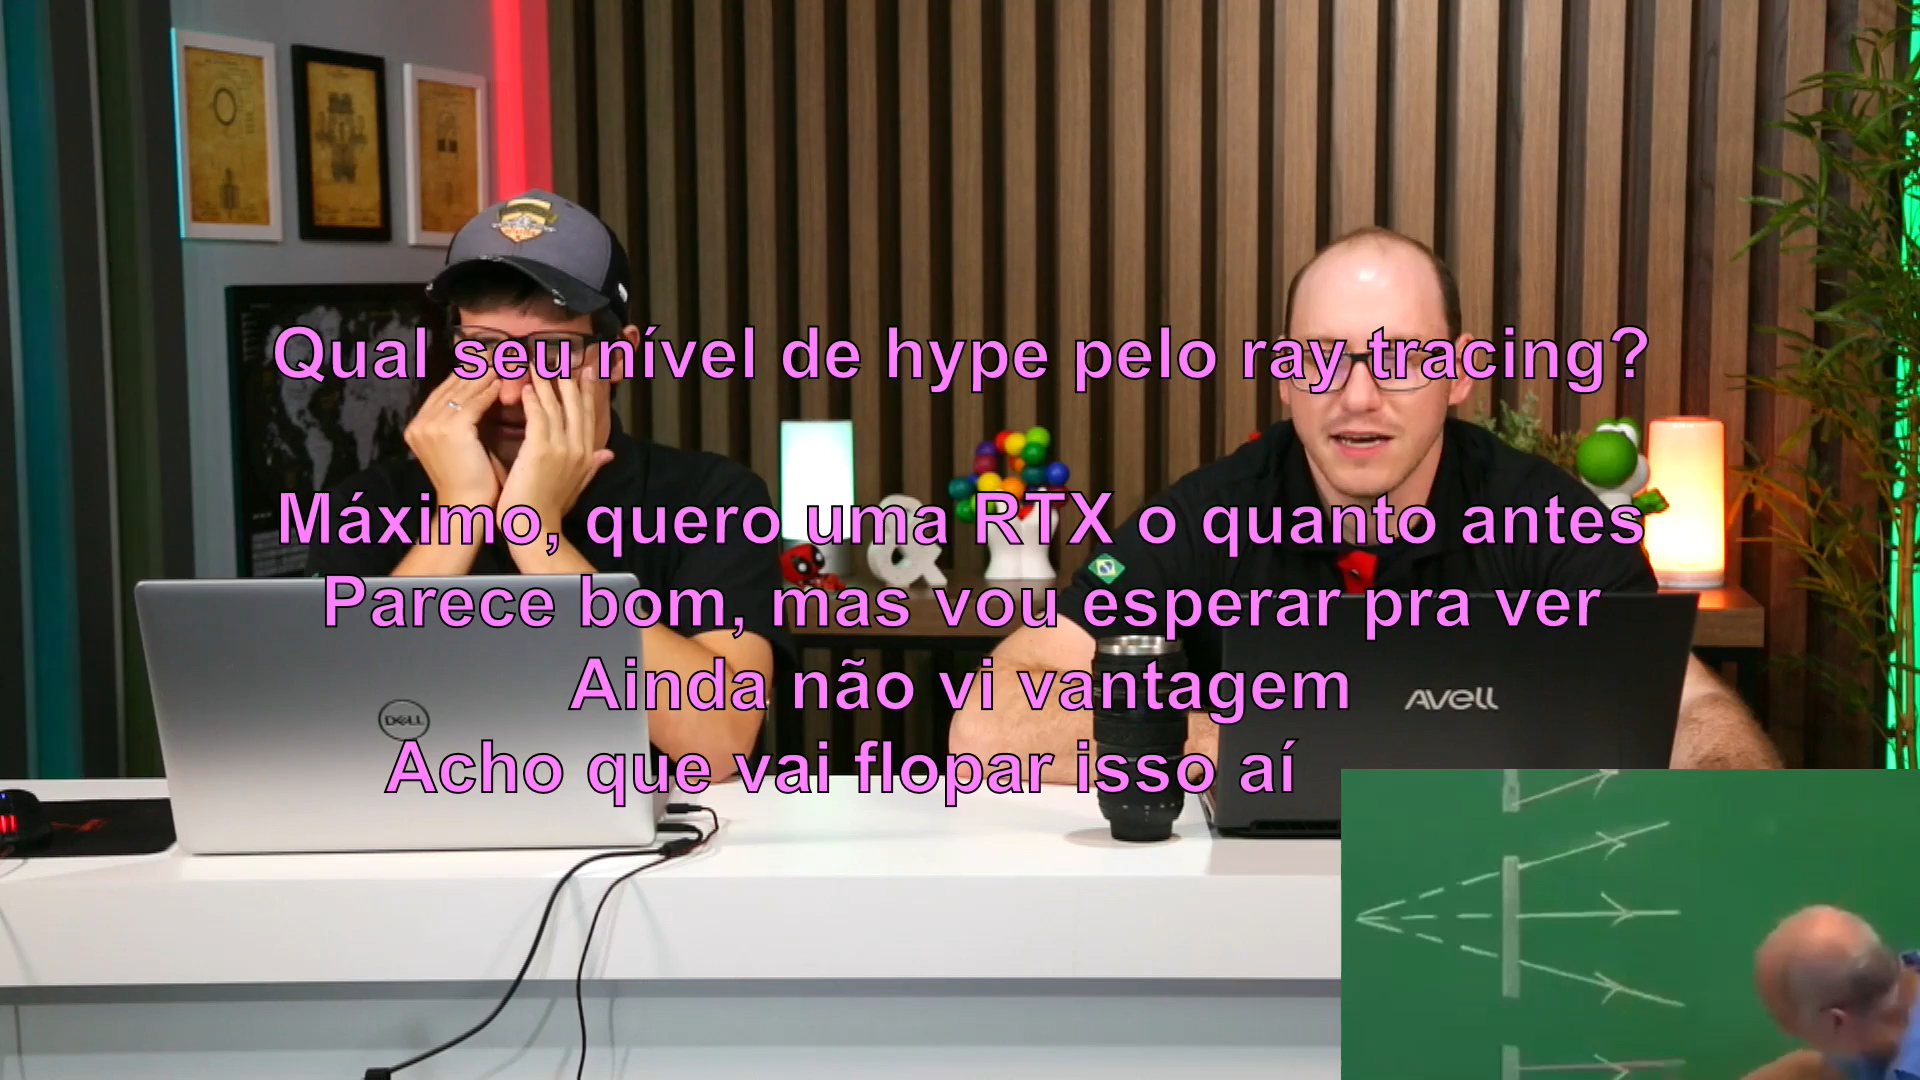 Qual seu nível de hype pelo ray tracing?
Máximo, quero uma RTX o quanto antes
Parece bom, mas vou esperar pra ver
Ainda não vi vantagem
Acho que vai flopar isso aí
DELL
AVELL